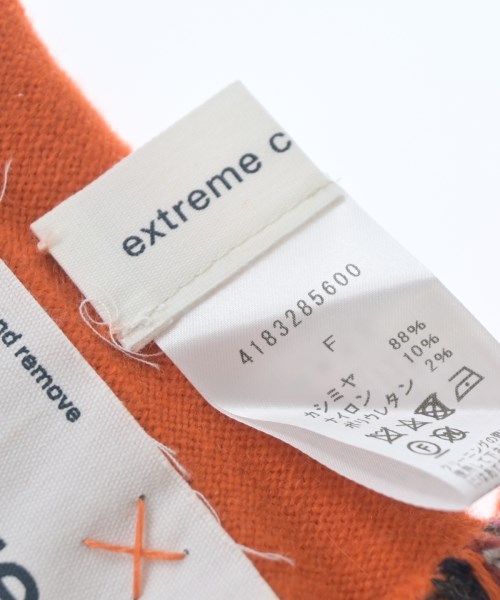 extreme c
4183285600
F
カシミヤ 88%
ナイロン 10%
ポリウレタン 2%
F
nd remove